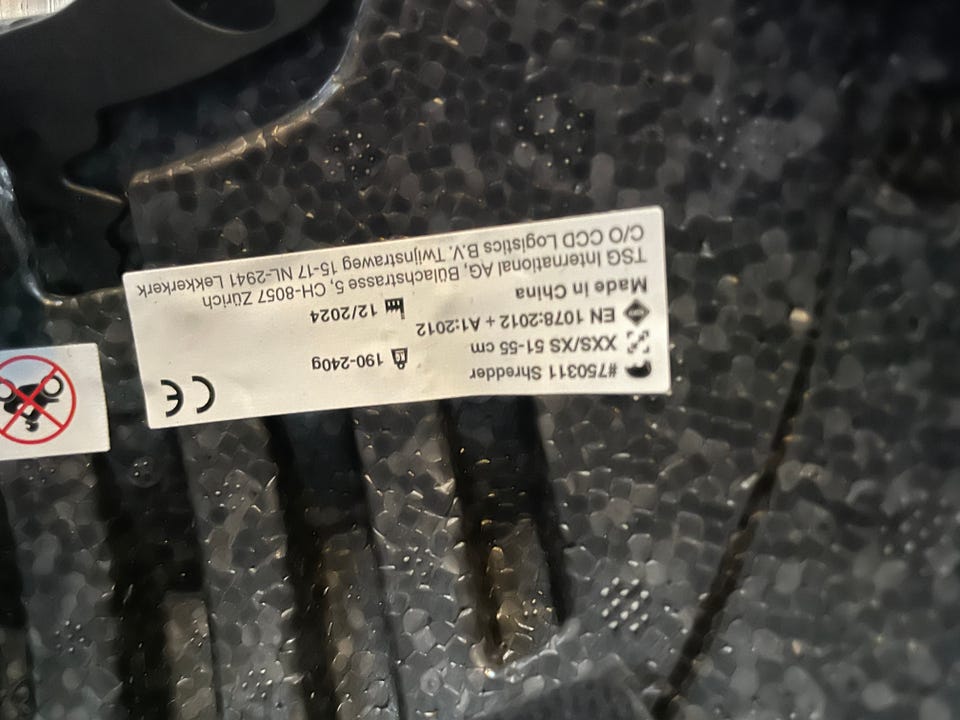 #750311 Shredder
XXS/XS 51-55 cm
190-240g
EN 1078:2012 + A1:2012
12/2024
Made in China
TSG International AG, Bülachstrasse 5, CH-8057 Zürich
C/O CCD Logistics B.V. Twijnstraweg 15-17 NL-2941 Lekkerkerk
CE